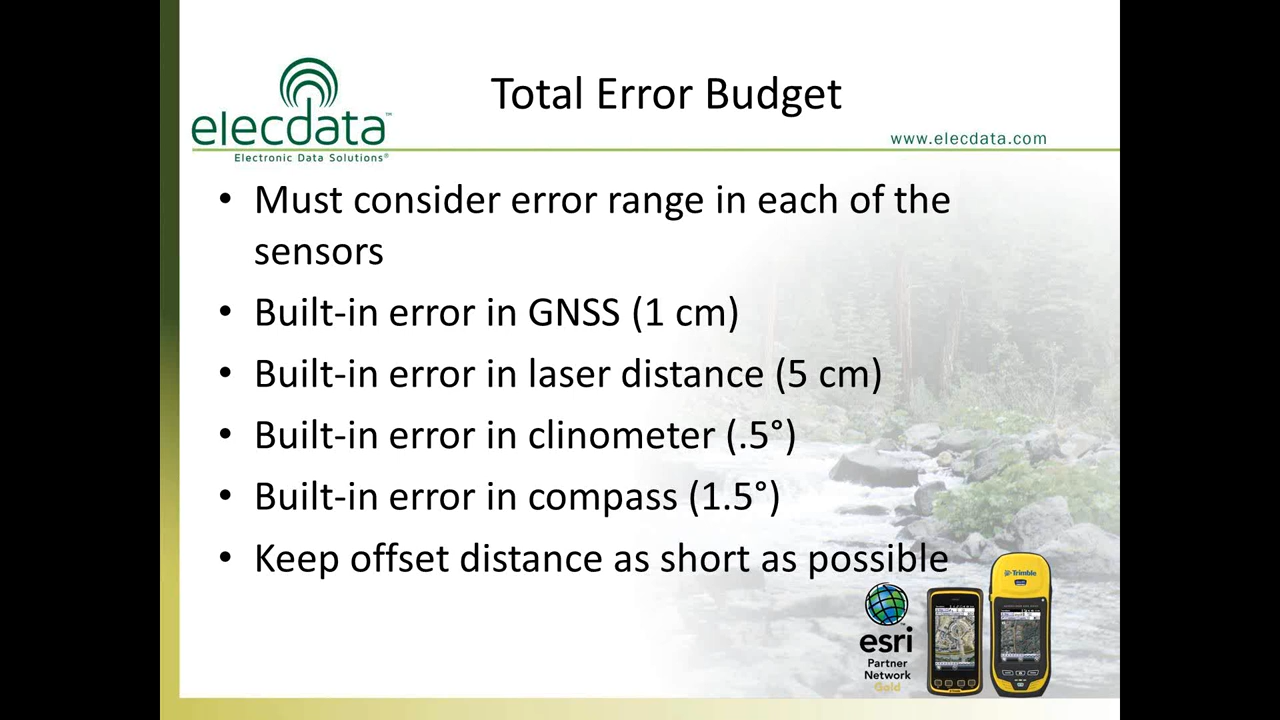 Total Error Budget
elecdata™
Electronic Data Solutions®
www.elecdata.com
• Must consider error range in each of the
sensors
• Built-in error in GNSS (1 cm)
• Built-in error in laser distance (5 cm)
• Built-in error in clinometer (.5°)
• Built-in error in compass (1.5°)
• Keep offset distance as short as possible
Trimble
esri
Partner
Network
Gold